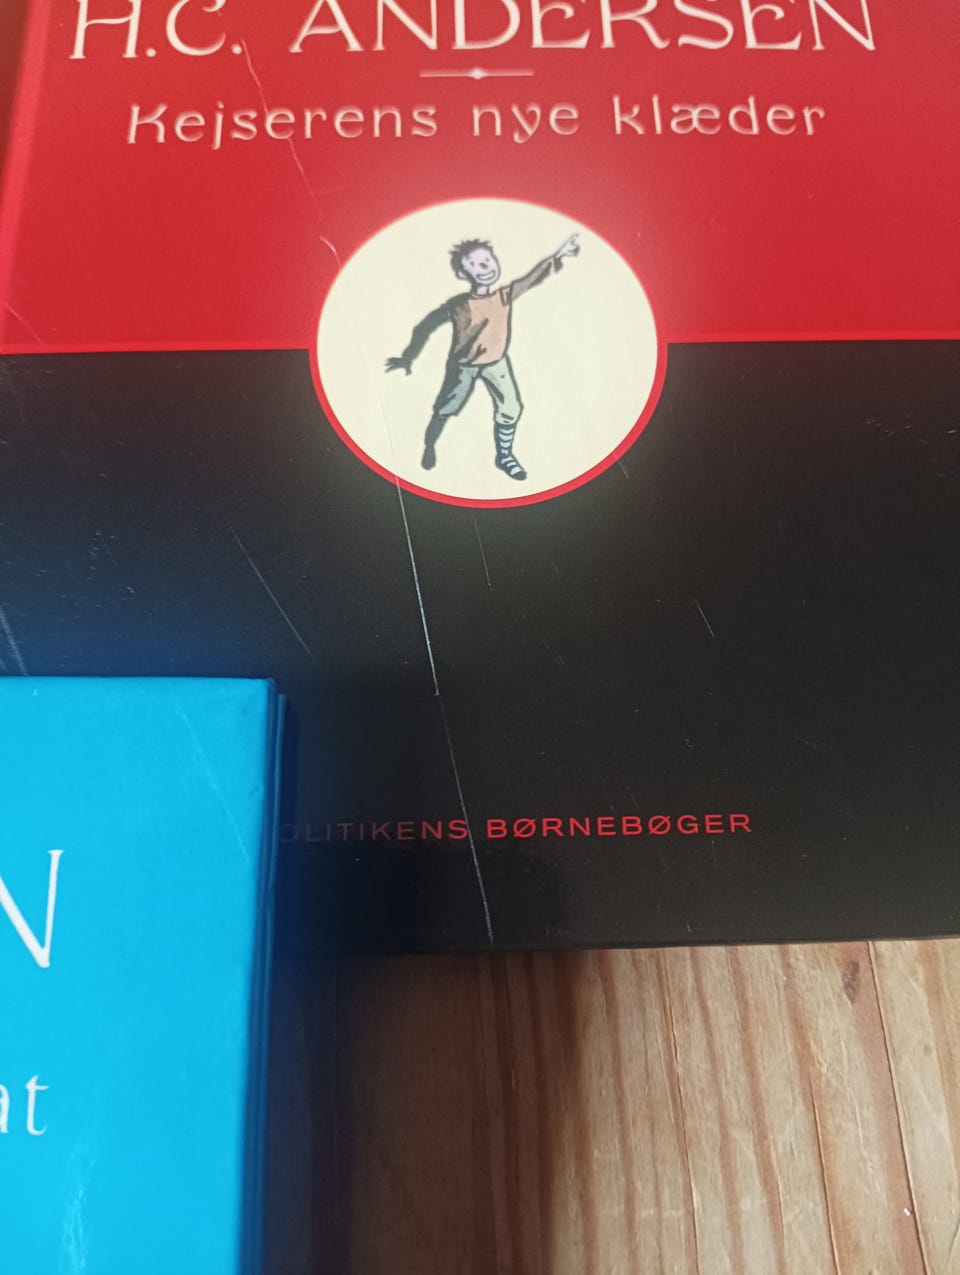 H.C. ANDERSEN
Kejserens nye klæder
OLITIKENS BØRNEBØGER
N
at